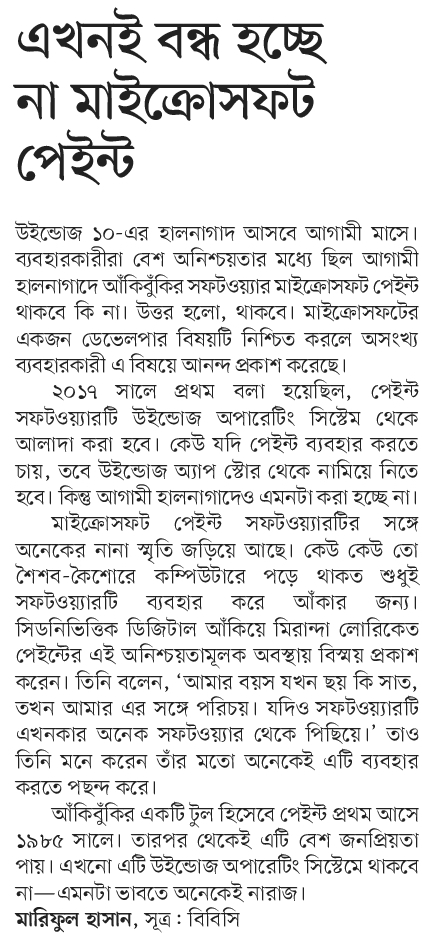 এখনই বন্ধ হচ্ছে
না মাইক্রোসফট
পেইন্ট
উইন্ডোজ ১০-এর হালনাগাদ আসবে আগামী মাসে।
ব্যবহারকারীরা বেশ অনিশ্চয়তার মধ্যে ছিল আগামী
হালনাগাদে আঁকিবুঁকির সফটওয়্যার মাইক্রোসফট পেইন্ট
থাকবে কি না। উত্তর হলো, থাকবে। মাইক্রোসফটের
একজন ডেভেলপার বিষয়টি নিশ্চিত করলে অসংখ্য
ব্যবহারকারী এ বিষয়ে আনন্দ প্রকাশ করেছে।
২০১৭ সালে প্রথম বলা হয়েছিল, পেইন্ট
সফটওয়্যারটি উইন্ডোজ অপারেটিং সিস্টেম থেকে
আলাদা করা হবে। কেউ যদি পেইন্ট ব্যবহার করতে
চায়, তবে উইন্ডোজ অ্যাপ স্টোর থেকে নামিয়ে নিতে
হবে। কিন্তু আগামী হালনাগাদেও এমনটা করা হচ্ছে না।
মাইক্রোসফট পেইন্ট সফটওয়্যারটির সঙ্গে
অনেকের নানা স্মৃতি জড়িয়ে আছে। কেউ কেউ তো
শৈশব-কৈশোরে কম্পিউটারে পড়ে থাকত শুধুই
সফটওয়্যারটি ব্যবহার করে আঁকার জন্য।
সিডনিভিত্তিক ডিজিটাল আঁকিয়ে মিরান্দা লোরিকেত
পেইন্টের এই অনিশ্চয়তামূলক অবস্থায় বিস্ময় প্রকাশ
করেন। তিনি বলেন, ‘আমার বয়স যখন ছয় কি সাত,
তখন আমার এর সঙ্গে পরিচয়। যদিও সফটওয়্যারটি
এখনকার অনেক সফটওয়্যার থেকে পিছিয়ে।’ তাও
তিনি মনে করেন তাঁর মতো অনেকেই এটি ব্যবহার
করতে পছন্দ করে।
আঁকিবুঁকির একটি টুল হিসেবে পেইন্ট প্রথম আসে
১৯৮৫ সালে। তারপর থেকেই এটি বেশ জনপ্রিয়তা
পায়। এখনো এটি উইন্ডোজ অপারেটিং সিস্টেমে থাকবে
না—এমনটা ভাবতে অনেকেই নারাজ।
মারিফুল হাসান, সূত্র : বিবিসি